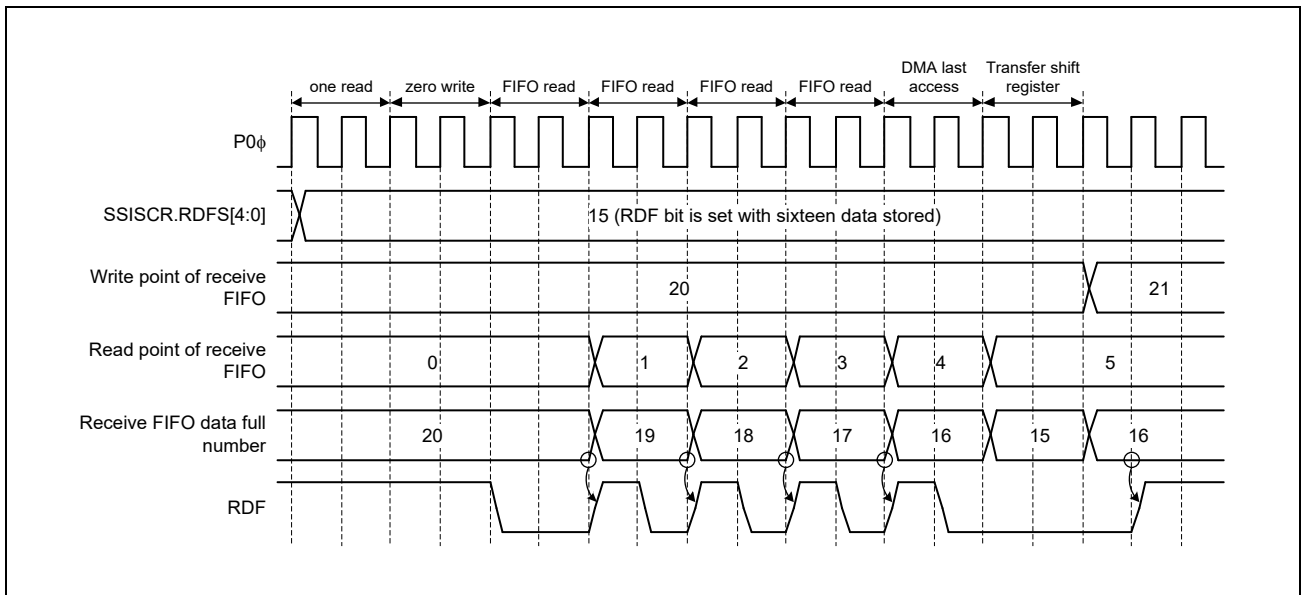 DMA last Transfer shift
one read zero write FIFO read FIFO read FIFO read FIFO read access register
P0ϕ
SSISCR.RDFS[4:0] 15 (RDF bit is set with sixteen data stored)
Write point of receive
FIFO
20 21
Read point of receive
FIFO
0 1 2 3 4 5
Receive FIFO data full
number
20 19 18 17 16 15 16
RDF